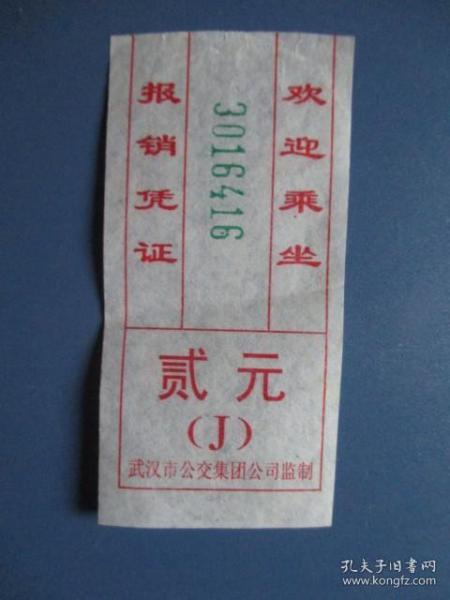 欢迎乘坐
3016416
报销凭证
贰元
(J)
武汉市公交集团公司监制
孔夫子旧书网
www.kongfz.com